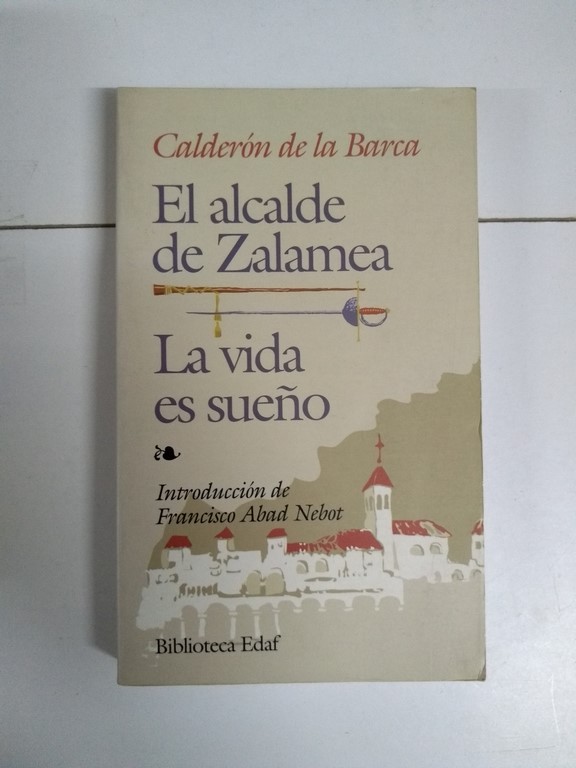 Calderón de la Barca
El alcalde
de Zalamea
La vida
es sueño
Introducción de
Francisco Abad Nebot
Biblioteca Edaf